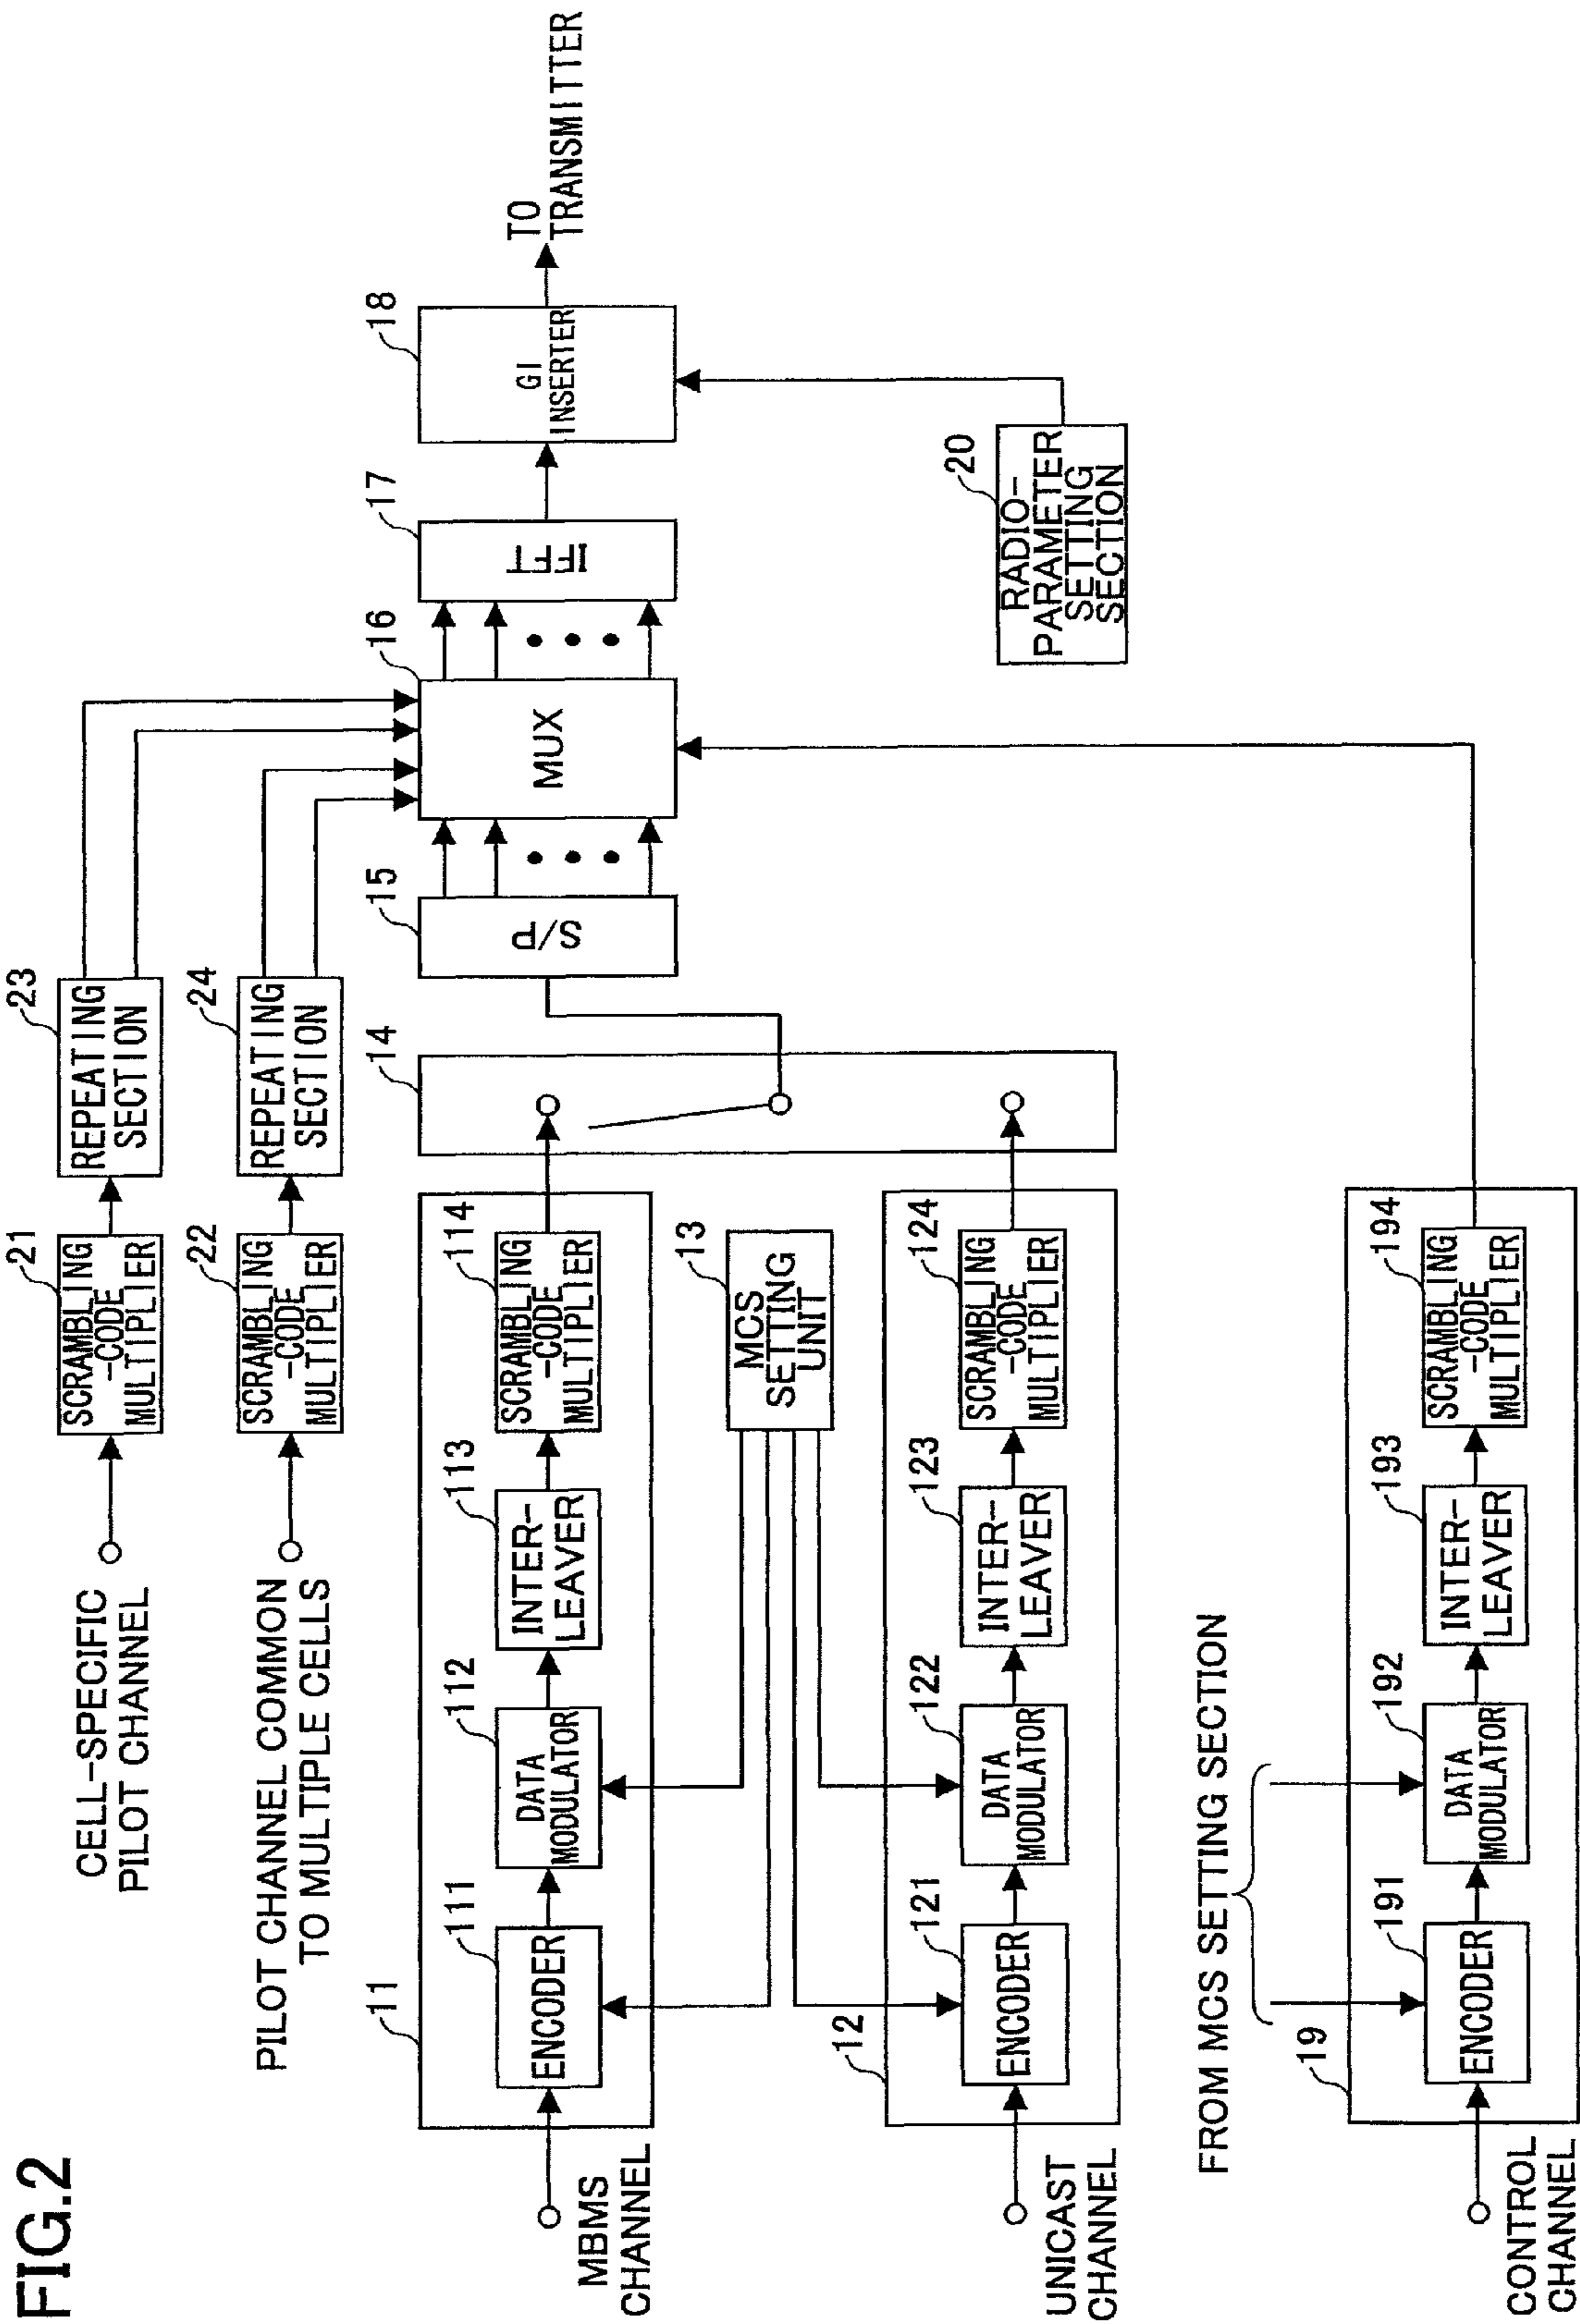 FIG.2
CELL-SPECIFIC
PILOT CHANNEL
21
SCRAMBLING
-CODE
MULTIPLIER
23
REPEATING
SECTION
PILOT CHANNEL COMMON
TO MULTIPLE CELLS
22
SCRAMBLING
-CODE
MULTIPLIER
24
REPEATING
SECTION
11
MBMS
CHANNEL
111
ENCODER
112
DATA
MODULATOR
113
INTER-
LEAVER
114
SCRAMBLING
-CODE
MULTIPLIER
14
15
S/P
16
MUX
17
IFFT
18
GI
INSERTER
TO
TRANSMITTER
13
MCS
SETTING
UNIT
12
UNICAST
CHANNEL
121
ENCODER
122
DATA
MODULATOR
123
INTER-
LEAVER
124
SCRAMBLING
-CODE
MULTIPLIER
20
RADIO-
PARAMETER
SETTING
SECTION
FROM MCS SETTING SECTION
19
CONTROL
CHANNEL
191
ENCODER
192
DATA
MODULATOR
193
INTER-
LEAVER
194
SCRAMBLING
-CODE
MULTIPLIER